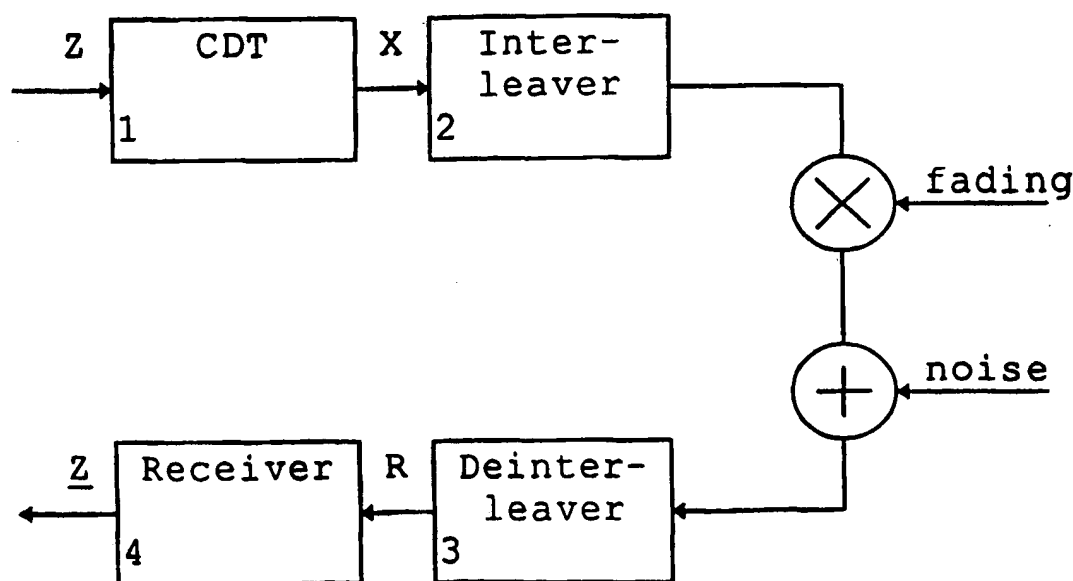 Z
CDT
1
X
Inter-
leaver
2
fading
noise
Z
Receiver
4
R
Deinter-
leaver
3